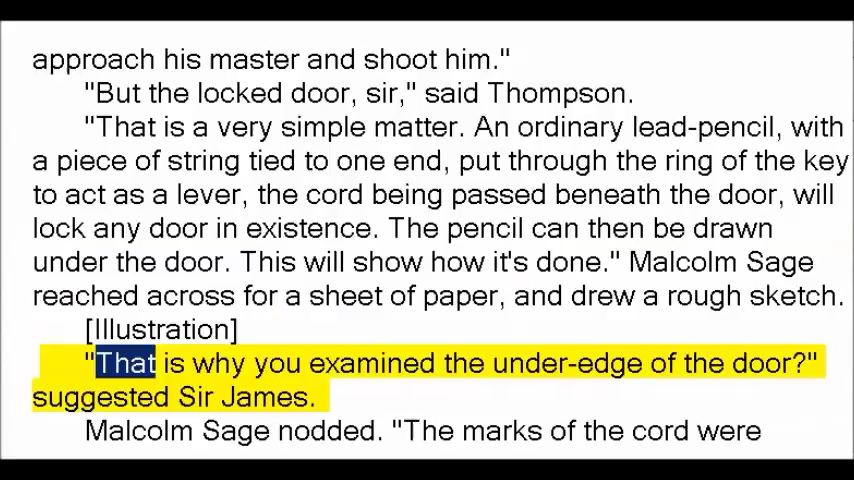 approach his master and shoot him."
"But the locked door, sir," said Thompson.
"That is a very simple matter. An ordinary lead-pencil, with
a piece of string tied to one end, put through the ring of the key
to act as a lever, the cord being passed beneath the door, will
lock any door in existence. The pencil can then be drawn
under the door. This will show how it's done." Malcolm Sage
reached across for a sheet of paper, and drew a rough sketch.
[Illustration]
"That is why you examined the under-edge of the door?"
suggested Sir James.
Malcolm Sage nodded. "The marks of the cord were